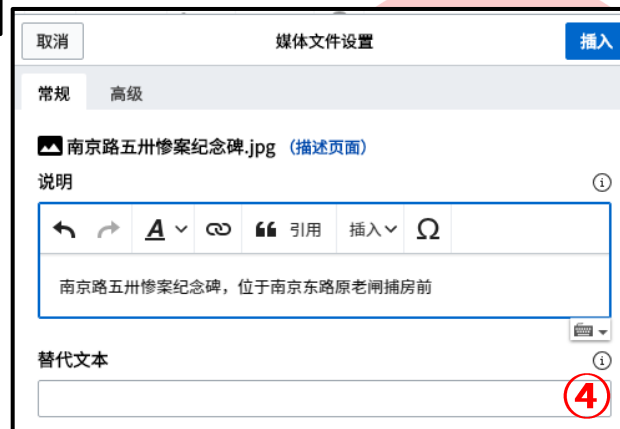 取消 媒体文件设置 插入
常规 高级
南京路五卅惨案纪念碑.jpg (描述页面)
说明
A 引用 插入 Ω
南京路五卅惨案纪念碑，位于南京东路原老闸捕房前
替代文本
④